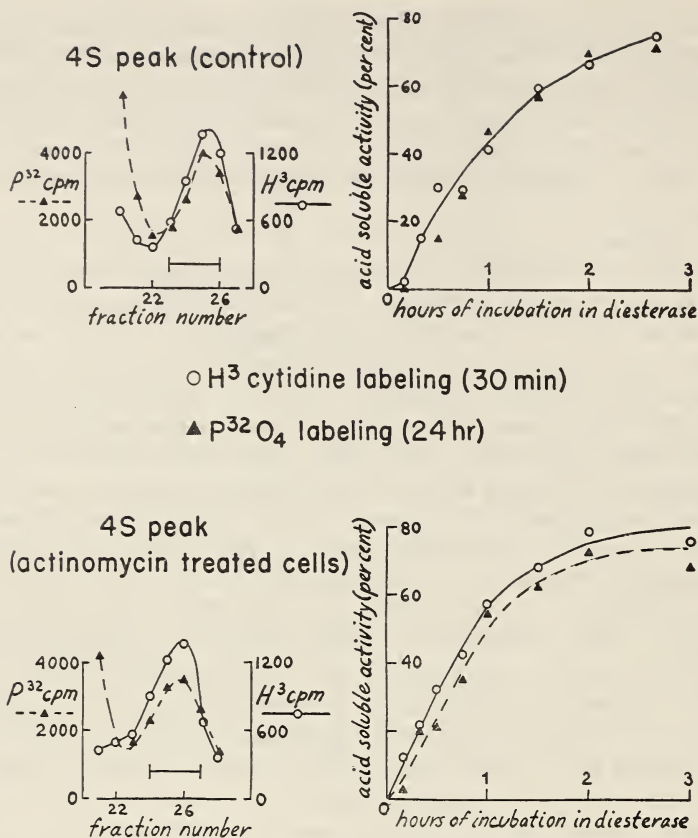 4S peak (control)
P³² cpm
4000
2000
0
H³ cpm
1200
600
0
22
26
fraction number
acid soluble activity (per cent)
80
60
40
20
0
1
2
3
hours of incubation in diesterase
○ H³ cytidine labeling (30 min)
▲ P³²O₄ labeling (24 hr)
4S peak
(actinomycin treated cells)
P³² cpm
4000
2000
0
H³ cpm
1200
600
0
22
26
fraction number
acid soluble activity (per cent)
80
60
40
20
0
1
2
3
hours of incubation in diesterase